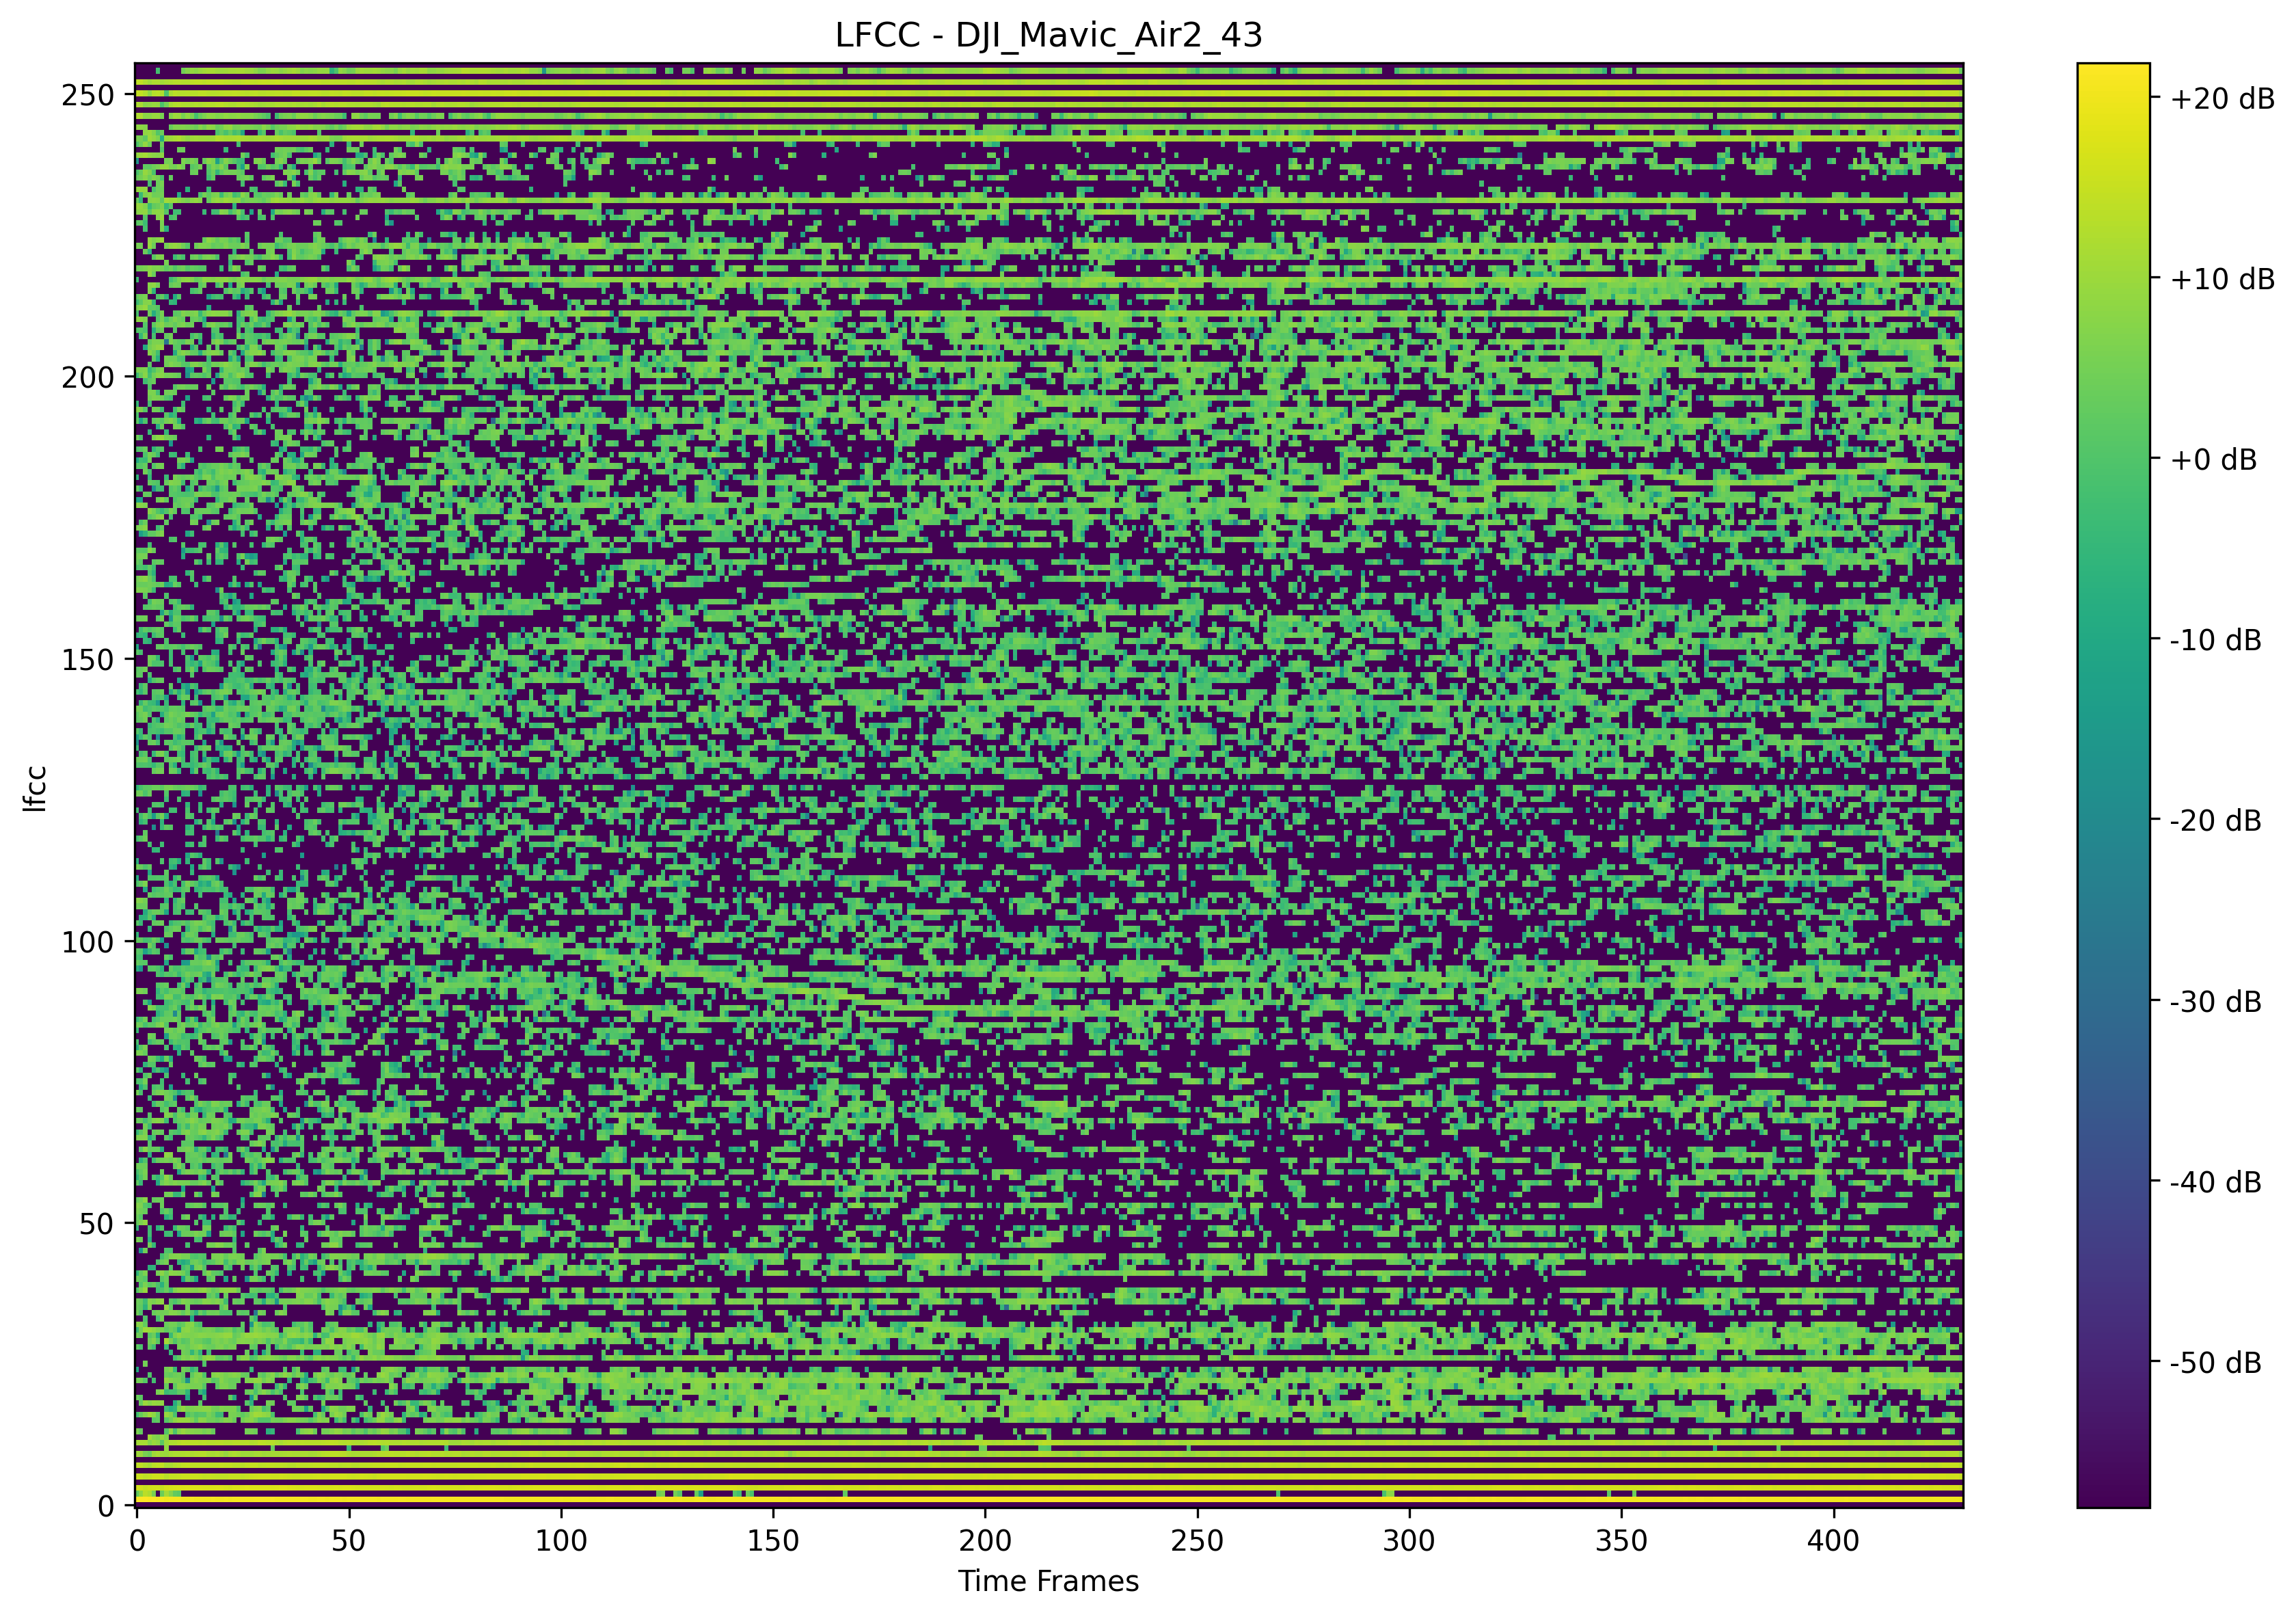 LFCC - DJI_Mavic_Air2_43
250
200
150
100
50
0
lfcc
0 50 100 150 200 250 300 350 400
Time Frames
+20 dB
+10 dB
+0 dB
-10 dB
-20 dB
-30 dB
-40 dB
-50 dB